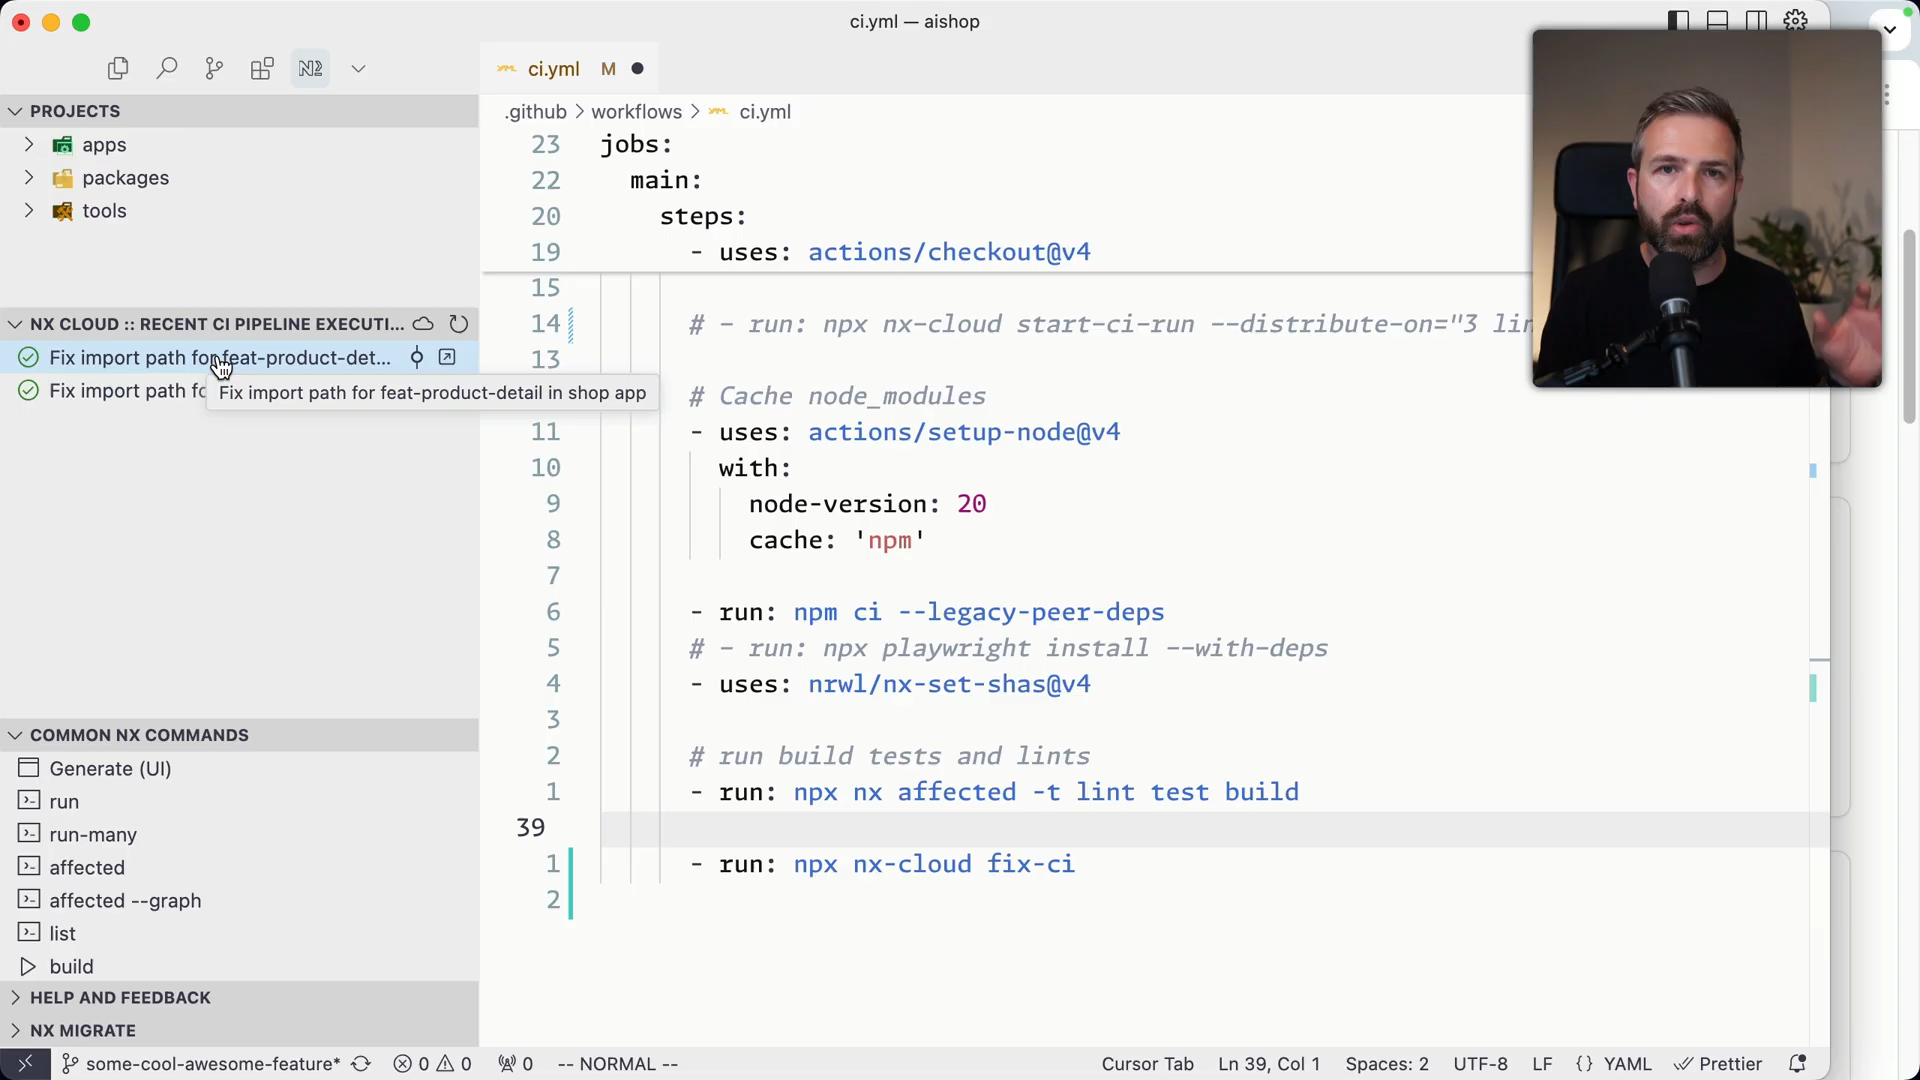 ci.yml — aishop
ci.yml M
PROJECTS
apps
packages
tools
NX CLOUD :: RECENT CI PIPELINE EXECUTI...
Fix import path for feat-product-det...
Fix import path fo
Fix import path for feat-product-detail in shop app
COMMON NX COMMANDS
Generate (UI)
run
run-many
affected
affected --graph
list
build
HELP AND FEEDBACK
NX MIGRATE
.github > workflows > ci.yml
23 jobs:
22 main:
20 steps:
19 - uses: actions/checkout@v4
15
14 # - run: npx nx-cloud start-ci-run --distribute-on="3 lin
13
# Cache node_modules
11 - uses: actions/setup-node@v4
10 with:
9 node-version: 20
8 cache: 'npm'
7
6 - run: npm ci --legacy-peer-deps
5 # - run: npx playwright install --with-deps
4 - uses: nrwl/nx-set-shas@v4
3
2 # run build tests and lints
1 - run: npx nx affected -t lint test build
39
1 - run: npx nx-cloud fix-ci
2
some-cool-awesome-feature* 0 0 0 -- NORMAL -- Cursor Tab Ln 39, Col 1 Spaces: 2 UTF-8 LF {} YAML Prettier